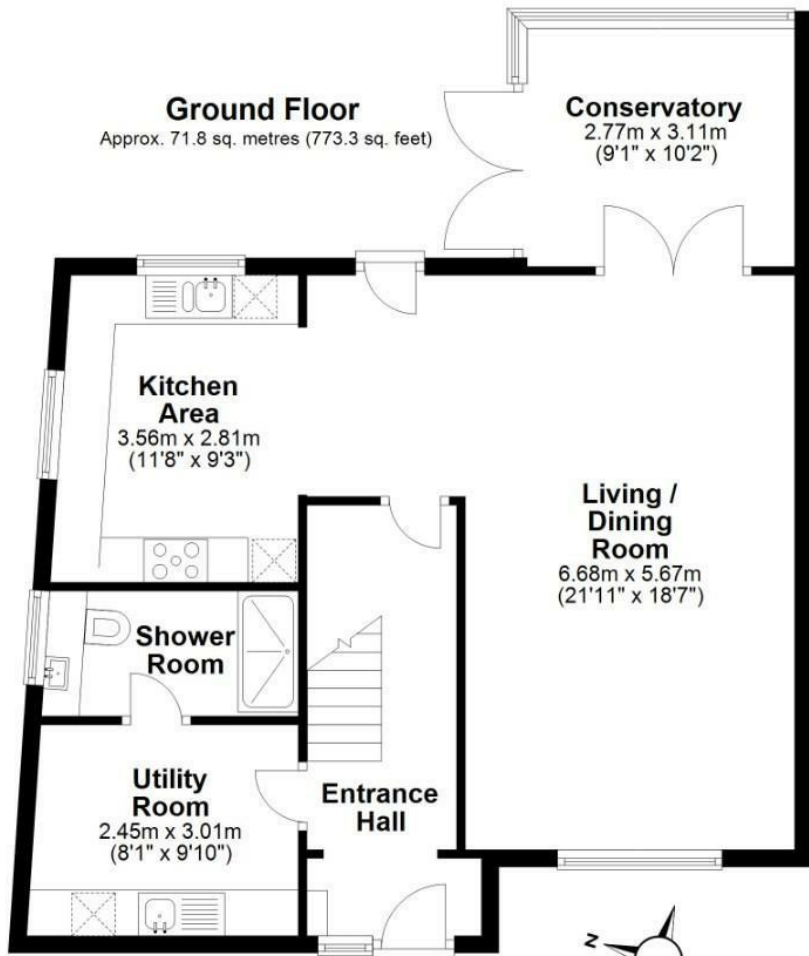 Ground Floor
Approx. 71.8 sq. metres (773.3 sq. feet)
Conservatory
2.77m x 3.11m
(9'1" x 10'2")
Kitchen
Area
3.56m x 2.81m
(11'8" x 9'3")
Living /
Dining
Room
6.68m x 5.67m
(21'11" x 18'7")
Shower
Room
Utility
Room
2.45m x 3.01m
(8'1" x 9'10")
Entrance
Hall
N